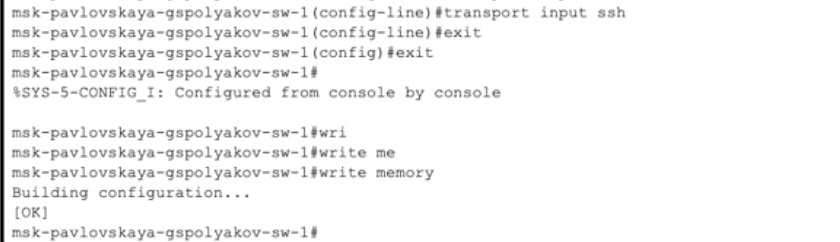 msk-pavlovskaya-gspolyakov-sw-1(config-line)#transport input ssh
msk-pavlovskaya-gspolyakov-sw-1(config-line)#exit
msk-pavlovskaya-gspolyakov-sw-1(config)#exit
msk-pavlovskaya-gspolyakov-sw-1#
%SYS-5-CONFIG_I: Configured from console by console
msk-pavlovskaya-gspolyakov-sw-1#wri
msk-pavlovskaya-gspolyakov-sw-1#write me
msk-pavlovskaya-gspolyakov-sw-1#write memory
Building configuration...
[OK]
msk-pavlovskaya-gspolyakov-sw-1#